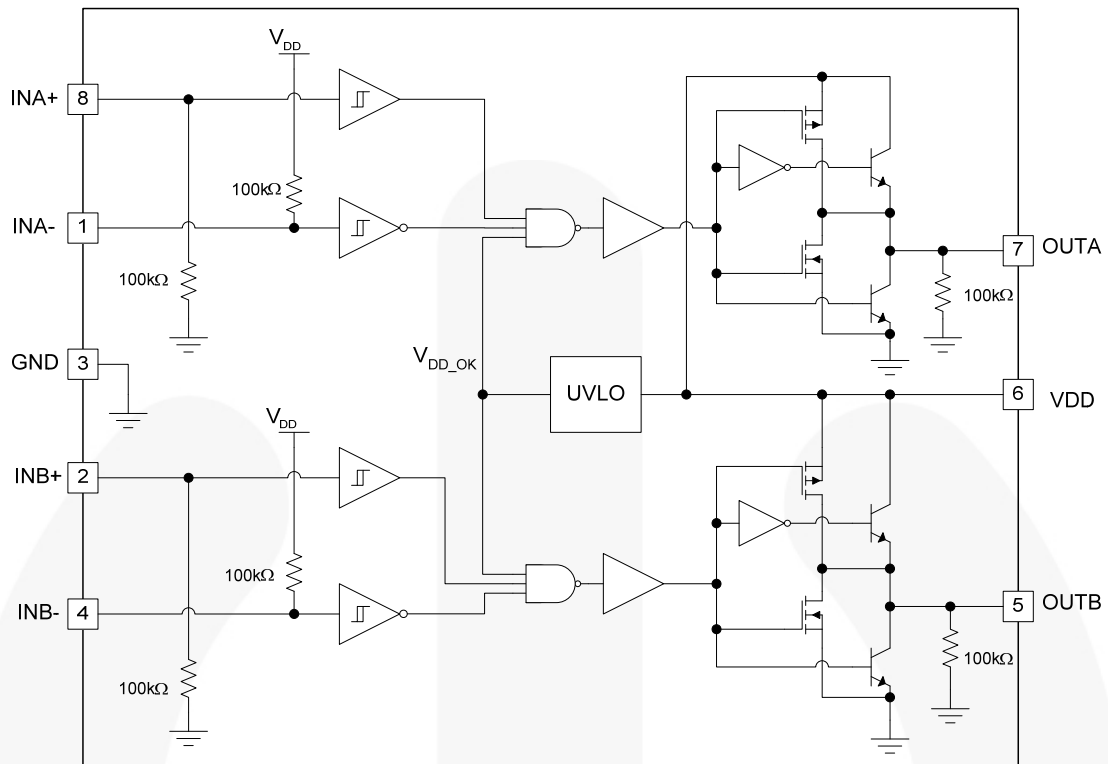 V_DD
INA+ 8
100kΩ
INA- 1
7 OUTA
100kΩ
100kΩ
GND 3
V_DD_OK
UVLO
6 VDD
V_DD
INB+ 2
100kΩ
INB- 4
5 OUTB
100kΩ
100kΩ